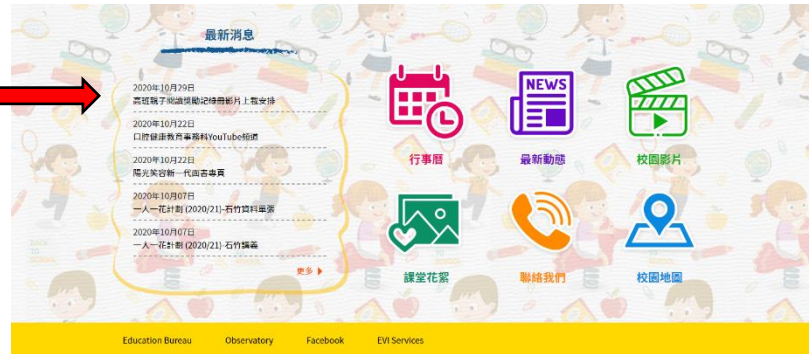 最新消息
2020年10月29日
高班親子閱讀獎勵記錄冊影片上載安排
2020年10月22日
口腔健康教育事務科YouTube頻道
2020年10月22日
陽光笑容新一代面書專頁
2020年10月07日
一人一花計劃 (2020/21)-石竹資料單張
2020年10月07日
一人一花計劃 (2020/21)-石竹講義
更多
NEWS
行事曆
最新動態
校園影片
課堂花絮
聯絡我們
校園地圖
BACK
TO
SCHOOL
Education Bureau Observatory Facebook EVI Services